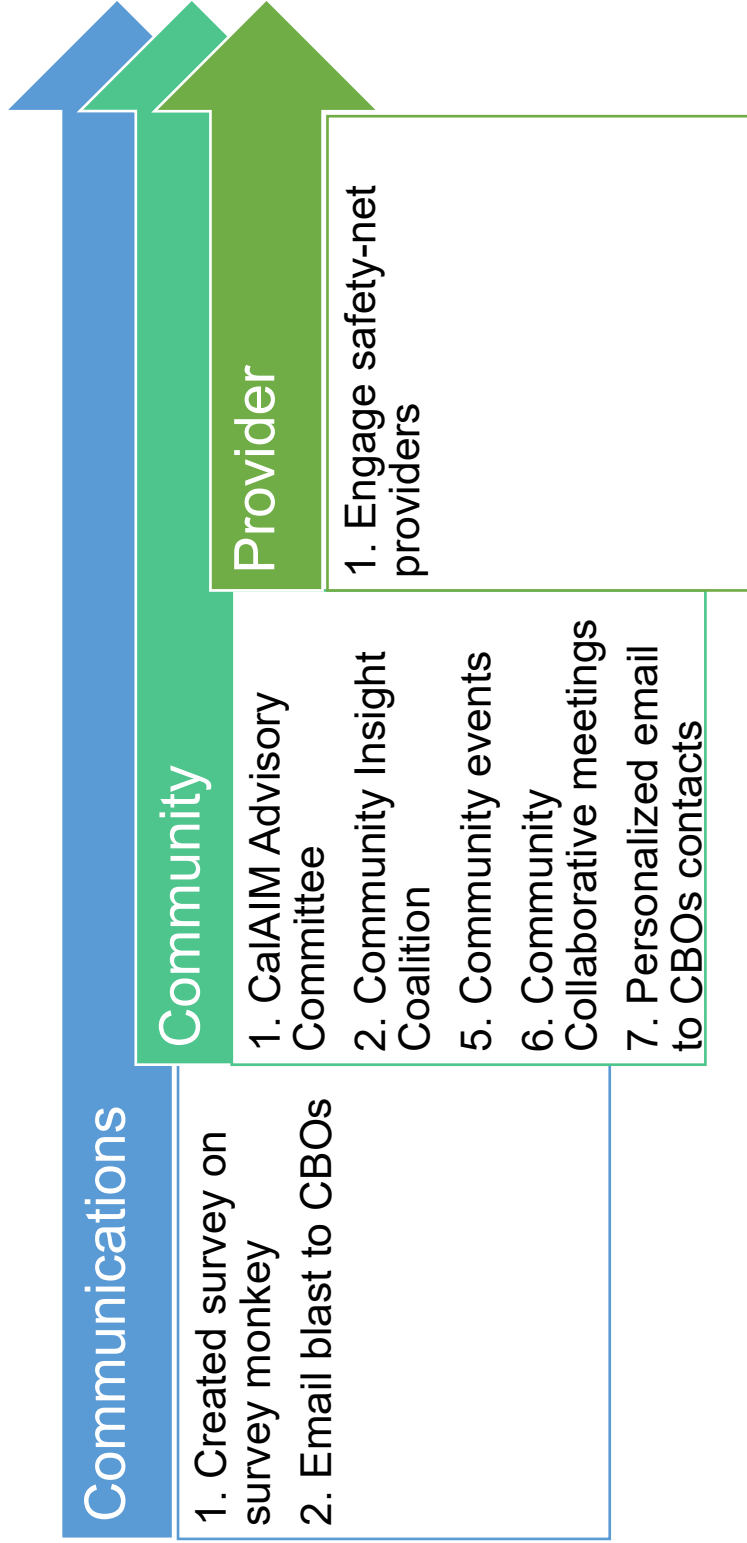 Communications
1. Created survey on
survey monkey
2. Email blast to CBOs
Community
1. CalAIM Advisory
Committee
2. Community Insight
Coalition
5. Community events
6. Community
Collaborative meetings
7. Personalized email
to CBOs contacts
Provider
1. Engage safety-net
providers